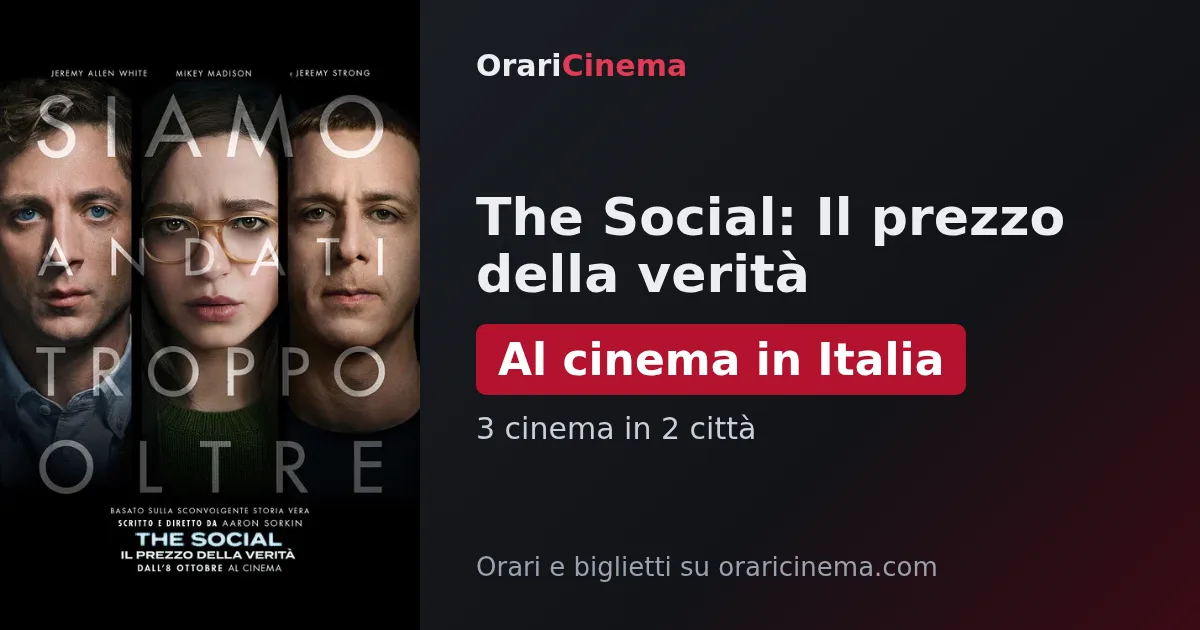 JEREMY ALLEN WHITE MIKEY MADISON e JEREMY STRONG
SIAMO
ANDATI
TROPPO
OLTRE
BASATO SULLA SCONVOLGENTE STORIA VERA
SCRITTO E DIRETTO DA AARON SORKIN
THE SOCIAL
IL PREZZO DELLA VERITÀ
DALL'8 OTTOBRE AL CINEMA
OrariCinema
The Social: Il prezzo
della verità
Al cinema in Italia
3 cinema in 2 città
Orari e biglietti su oraricinema.com